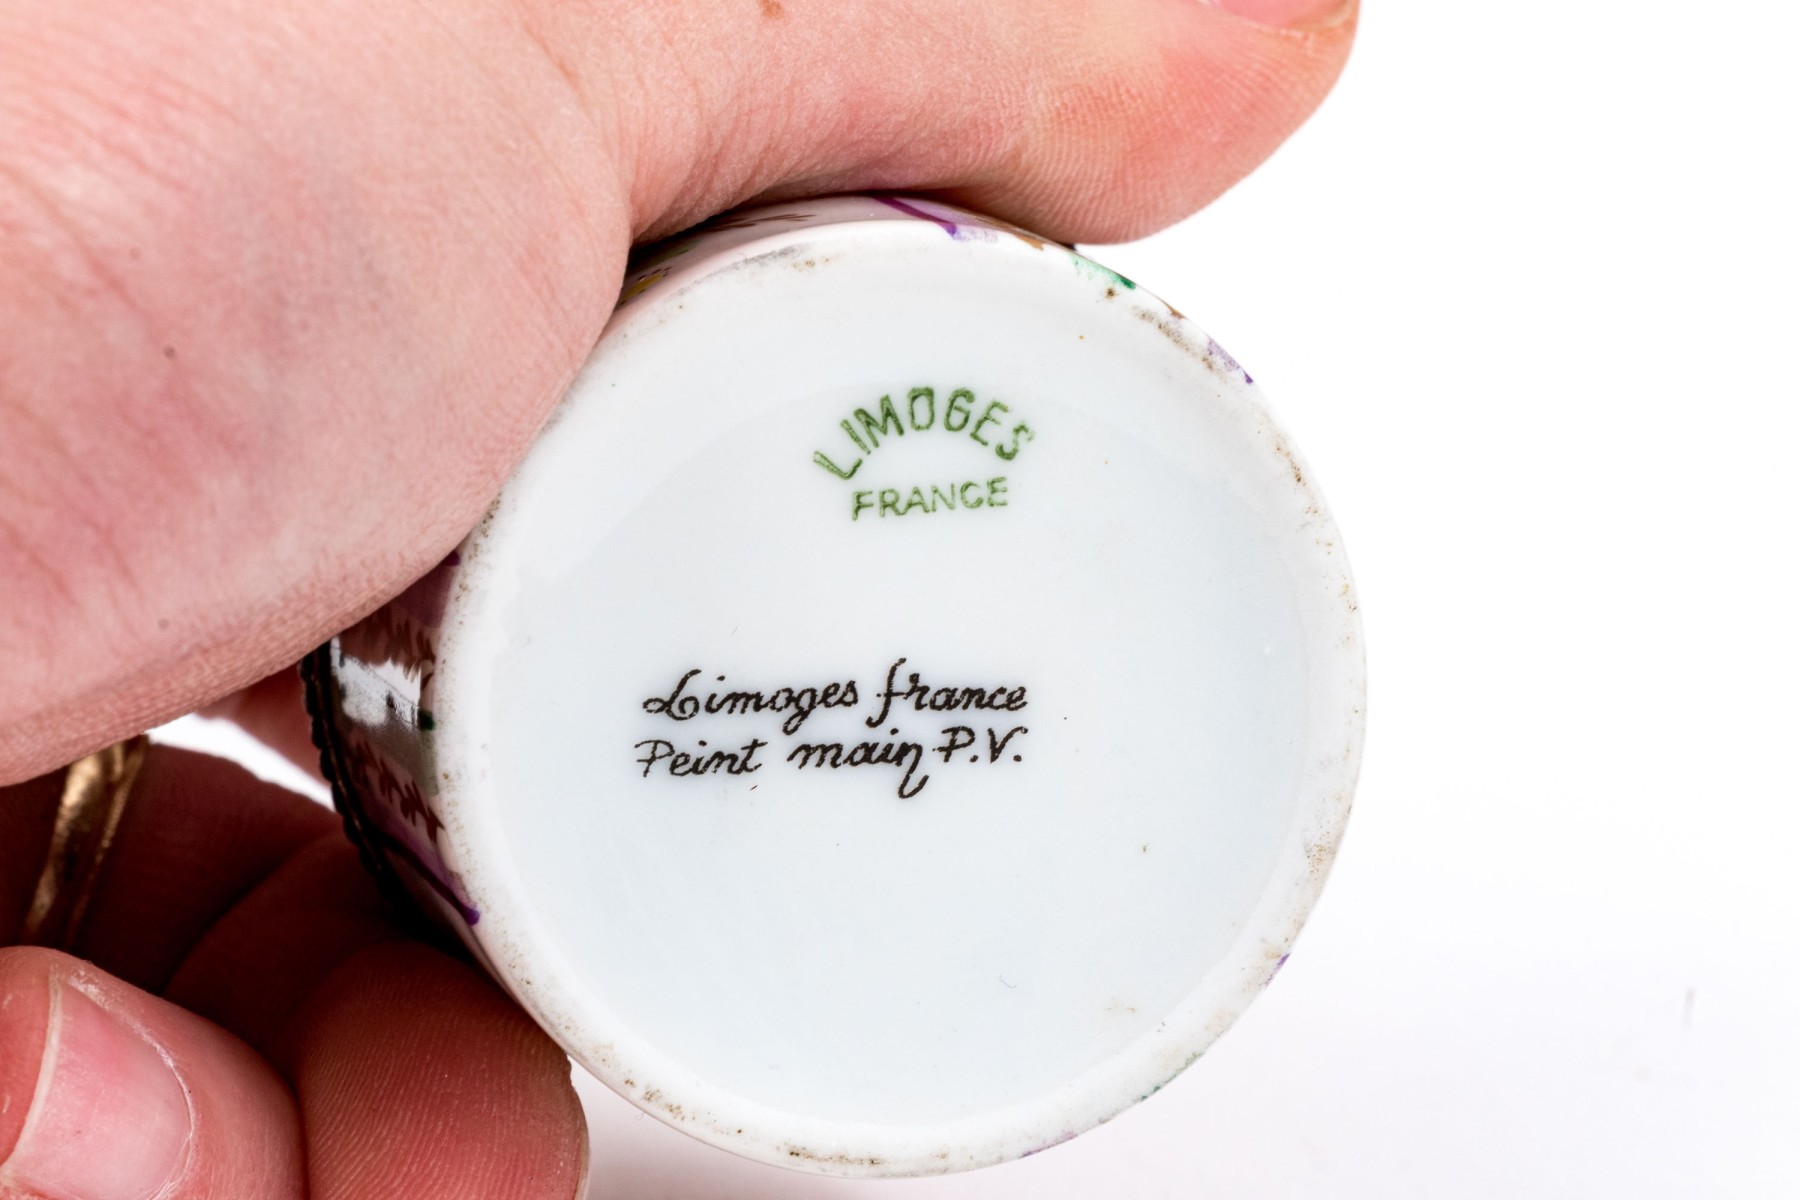 LIMOGES
FRANCE
Limoges france
Peint main P.V.